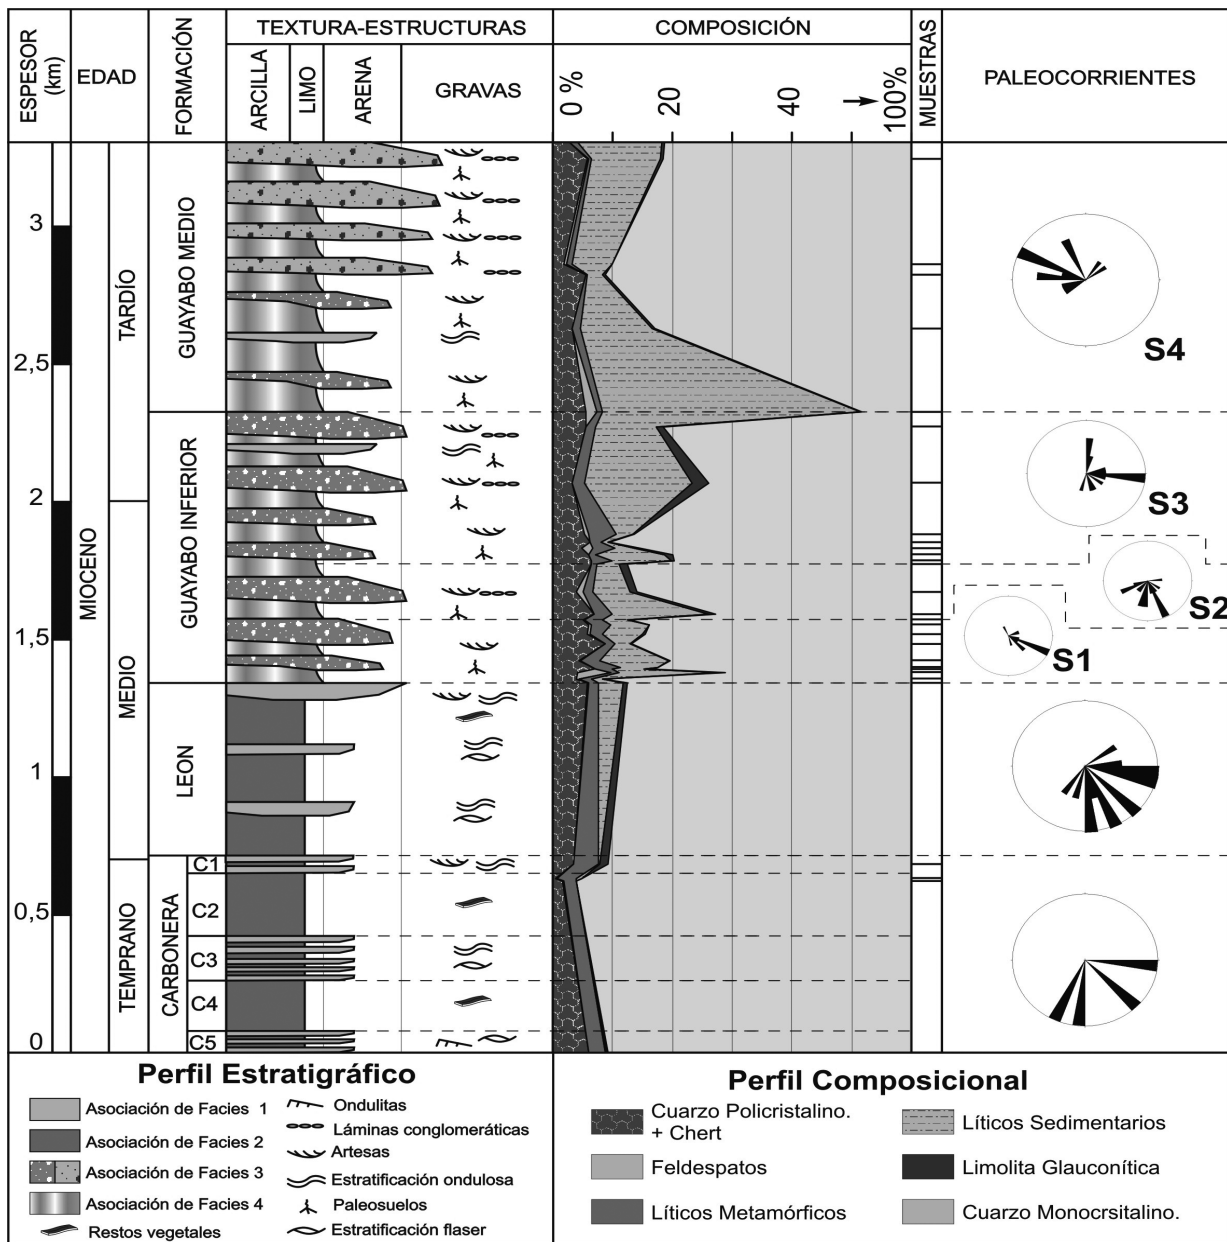 ESPESOR (km)
EDAD
FORMACIÓN
TEXTURA-ESTRUCTURAS
ARCILLA
LIMO
ARENA
GRAVAS
COMPOSICIÓN
0 %
20
40
100%
MUESTRAS
PALEOCORRIENTES
3
2,5
2
1,5
1
0,5
0
MIOCENO
TARDÍO
MEDIO
TEMPRANO
GUAYABO MEDIO
GUAYABO INFERIOR
LEON
CARBONERA
C1
C2
C3
C4
C5
S4
S3
S2
S1
Perfil Estratigráfico
Asociación de Facies 1
Asociación de Facies 2
Asociación de Facies 3
Asociación de Facies 4
Restos vegetales
Ondulitas
Láminas conglomeráticas
Artesas
Estratificación ondulosa
Paleosuelos
Estratificación flaser
Perfil Composicional
Cuarzo Policristalino.
+ Chert
Feldespatos
Líticos Metamórficos
Líticos Sedimentarios
Limolita Glauconítica
Cuarzo Monocrsitalino.